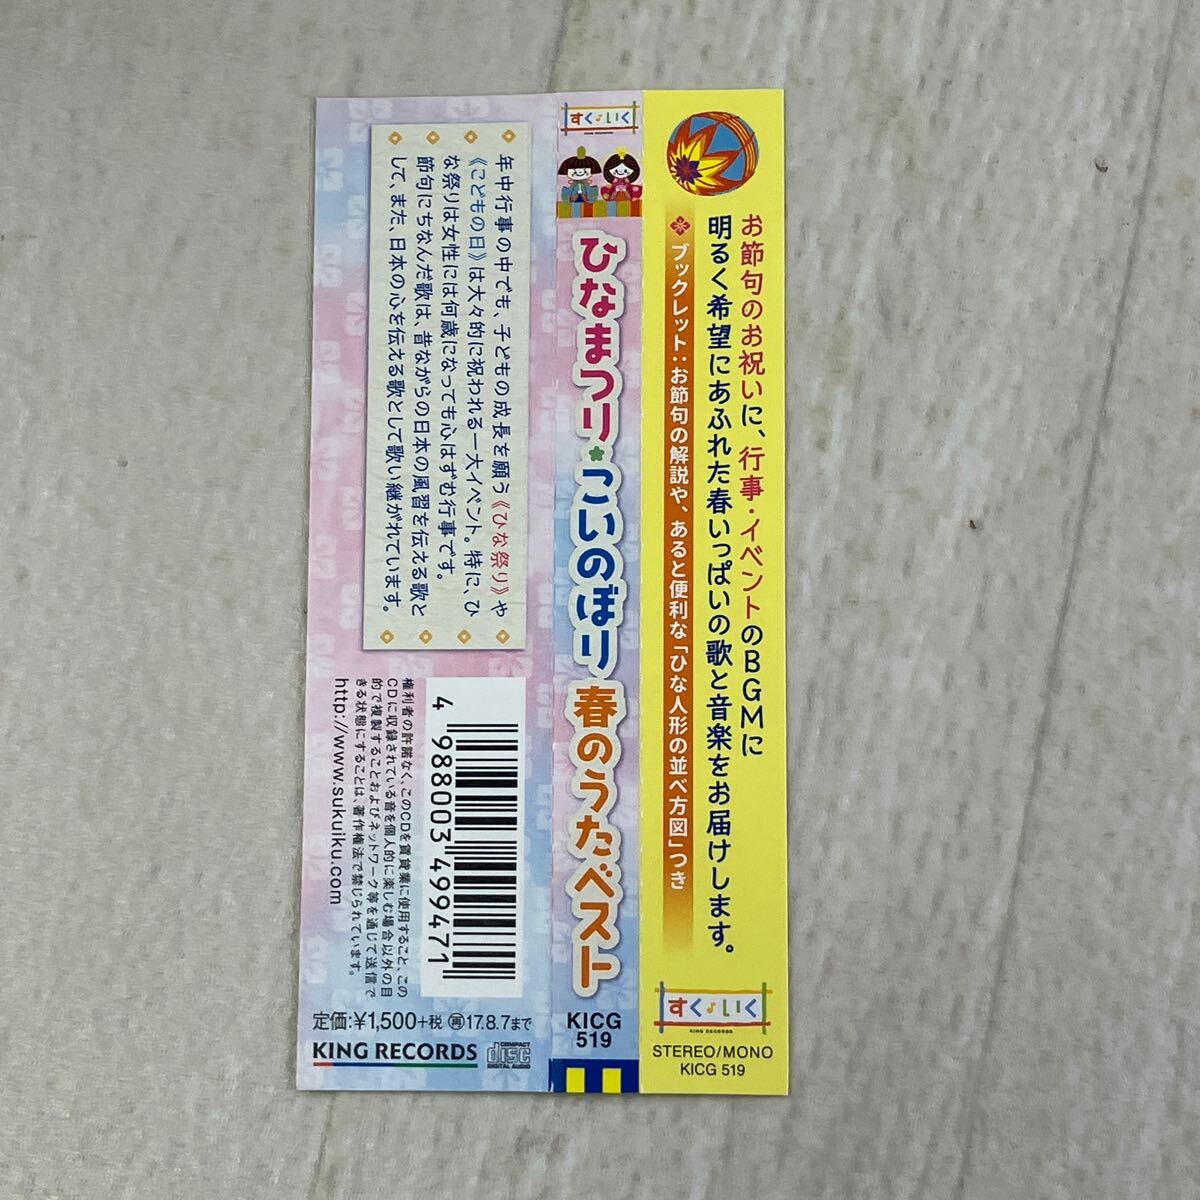 お節句のお祝いに、行事・イベントのBGMに
明るく希望にあふれた春いっぱいの歌と音楽をお届けします。
ブックレット：お節句の解説や、あると便利な「ひな人形の並べ方図」つき
すく♪いく
KING RECORDS
STEREO/MONO
KICG 519
すく♪いく
KING RECORDS
ひなまつり★こいのぼり 春のうたベスト
KICG
519
年中行事の中でも、子どもの成長を願う《ひな祭り》や
《こどもの日》は大々的に祝われる一大イベント。特に、ひ
な祭りは女性には何歳になっても心はずむ行事です。
節句にちなんだ歌は、昔ながらの日本の風習を伝える歌と
して、また、日本の心を伝える歌として歌い継がれています。
4 988003 499471
権利者の許諾なく、このCDを賃貸業に使用すること、この
CDに収録されている音を個人的に楽しむ場合以外の目
的で複製することおよびネットワーク等を通じて送信で
きる状態にすることは、著作権法で禁じられています。
http://www.sukuiku.com
定価:¥1,500+税 再17.8.7まで
KING RECORDS
COMPACT
disc
DIGITAL AUDIO